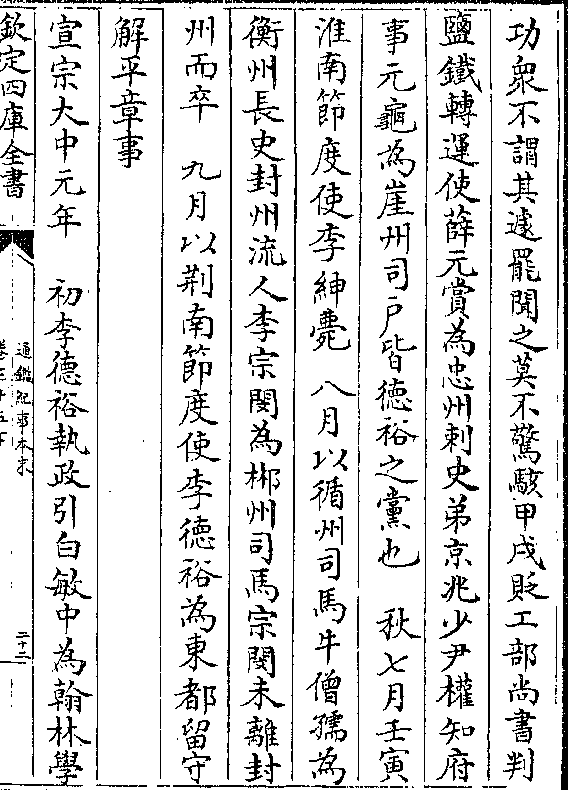 功衆不謂其遽罷聞之莫不驚駭甲戌貶工部尚書判
鹽鐵轉運使薛元賞為忠州刺史弟京兆少尹權知府
事元龜為崖州司戶皆德裕之黨也 秋七月壬寅
淮南節度使李紳薨 八月以循州司馬牛僧孺為
衡州長史封州流人李宗閔為郴州司馬宗閔未離封
州而卒 九月以荆南節度使李德裕為東都留守
解平章事
宣宗大中元年 初李德裕執政引白敏中為翰林學
欽定四庫全書
通鑑紀事本末
卷三十五下
二十二